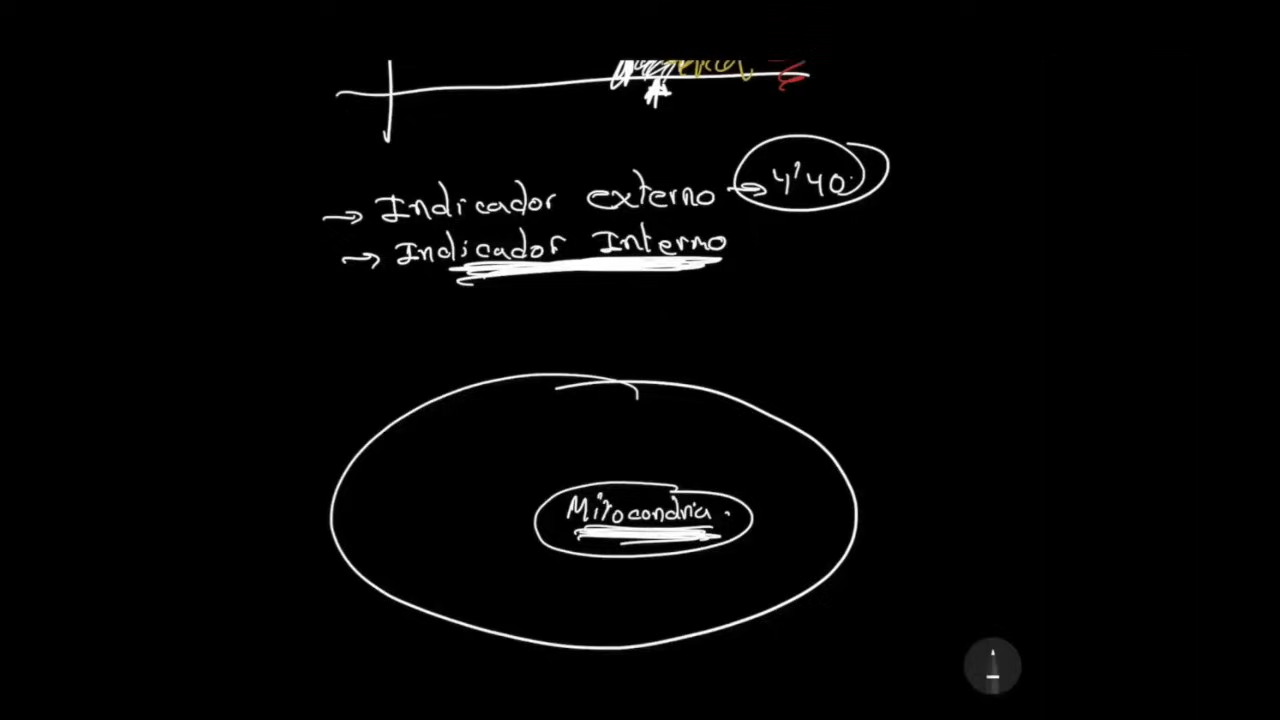 → Indicador externo → 4'40
→ Indicador Interno
Mitocondria